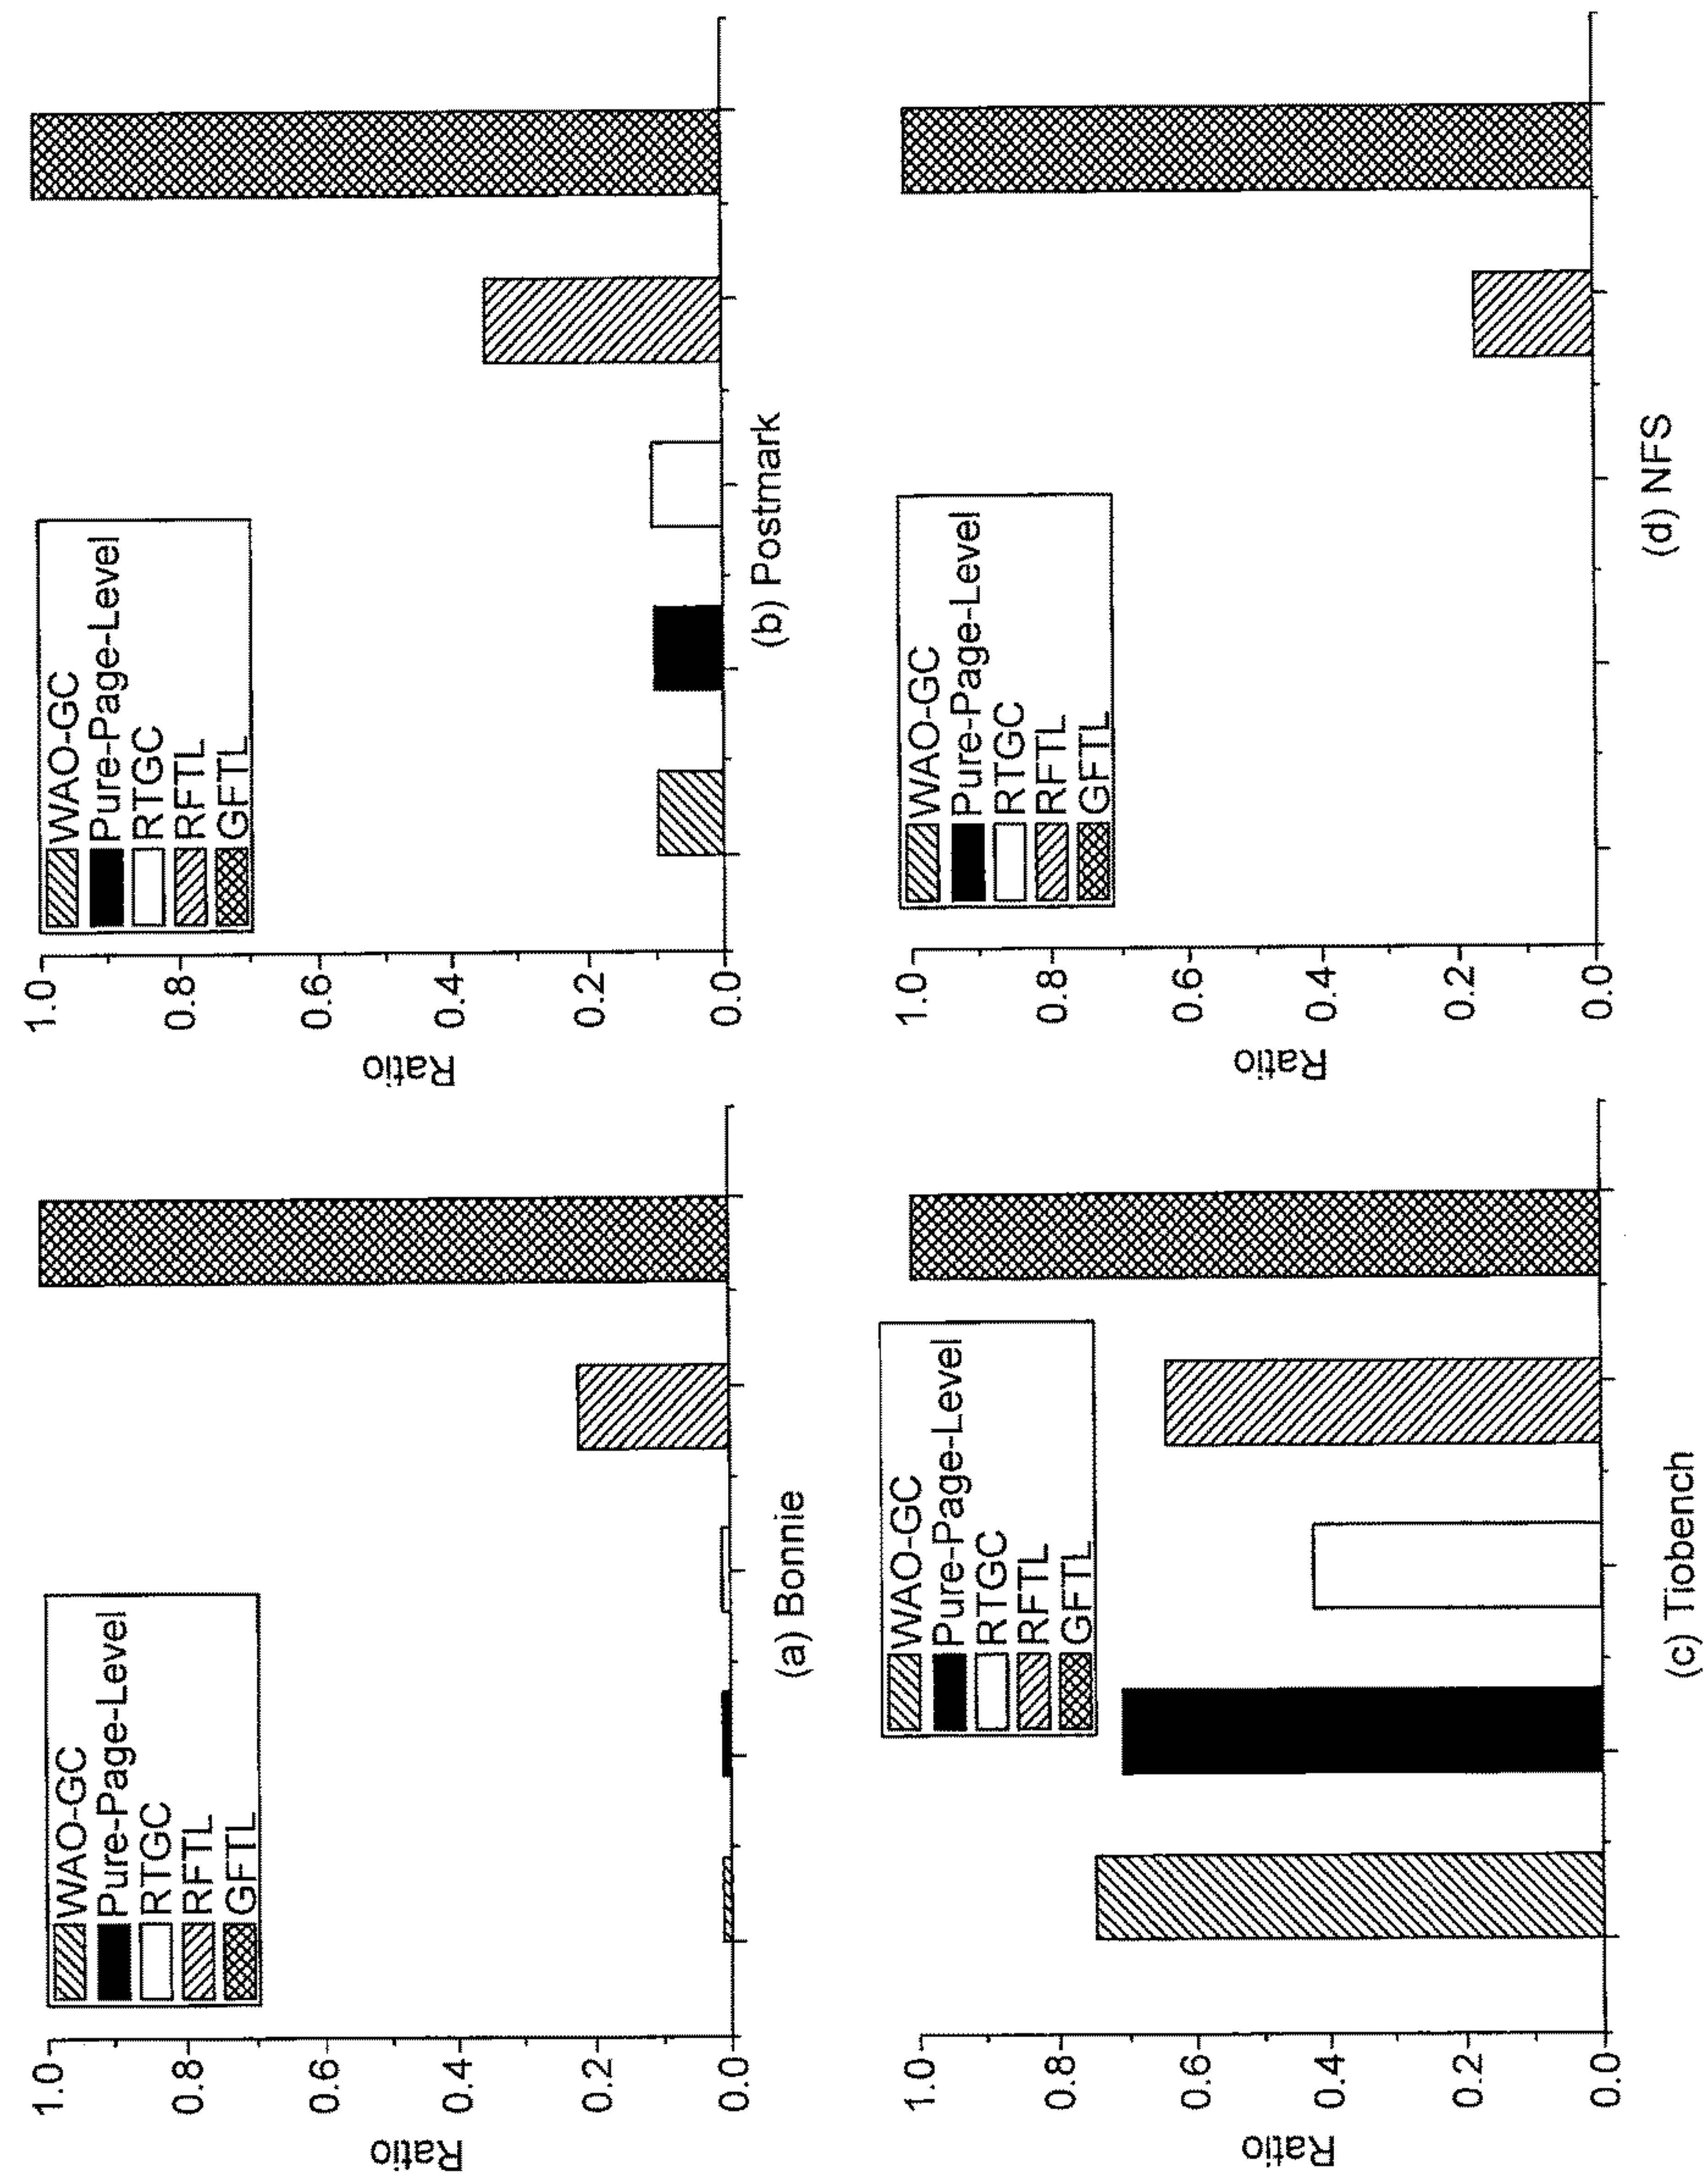 WAO-GC
Pure-Page-Level
RTGC
RFTL
GFTL
1.0
0.8
0.6
0.4
0.2
0.0
Ratio
(a) Bonnie
WAO-GC
Pure-Page-Level
RTGC
RFTL
GFTL
1.0
0.8
0.6
0.4
0.2
0.0
Ratio
(b) Postmark
WAO-GC
Pure-Page-Level
RTGC
RFTL
GFTL
1.0
0.8
0.6
0.4
0.2
0.0
Ratio
(c) Tiobench
WAO-GC
Pure-Page-Level
RTGC
RFTL
GFTL
1.0
0.8
0.6
0.4
0.2
0.0
Ratio
(d) NFS